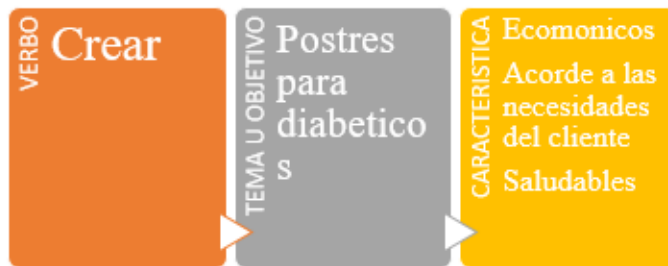 VERBO
Crear
TEMA U OBJETIVO
Postres
para
diabetico
s
CARACTERISTICA
Ecomonicos
Acorde a las
necesidades
del cliente
Saludables